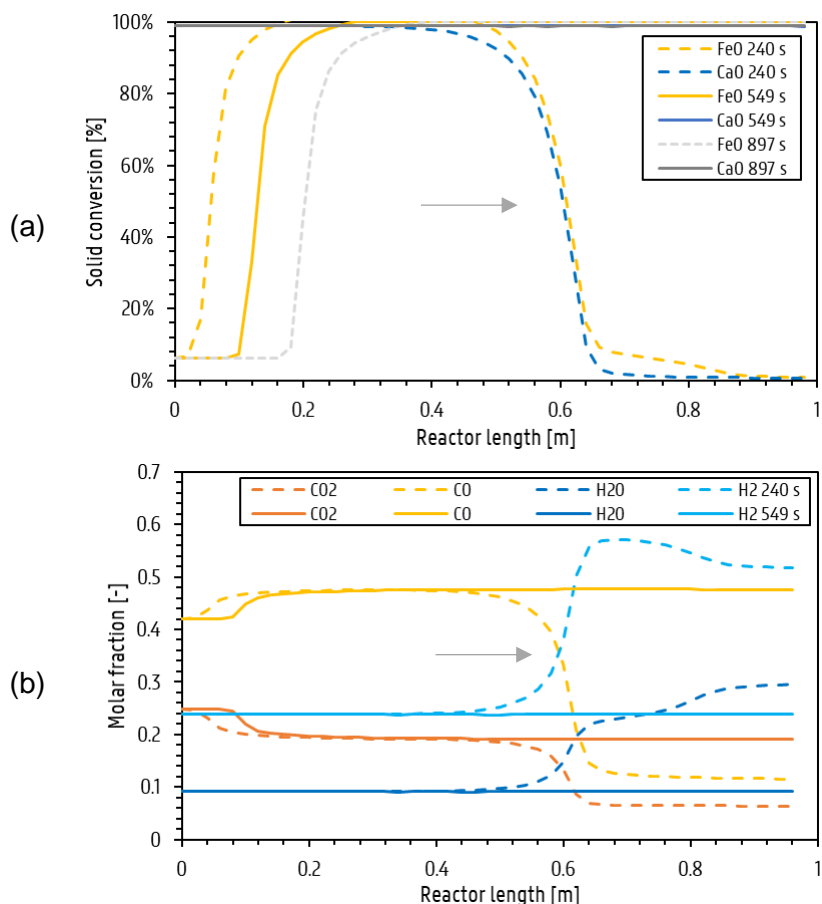 (a)
Solid conversion [%]
100%
80%
60%
40%
20%
0%
FeO 240 s
CaO 240 s
FeO 549 s
CaO 549 s
FeO 897 s
CaO 897 s
0 0.2 0.4 0.6 0.8 1
Reactor length [m]
(b)
Molar fraction [-]
0.7
0.6
0.5
0.4
0.3
0.2
0.1
0
CO2 CO H2O H2 240 s
CO2 CO H2O H2 549 s
0 0.2 0.4 0.6 0.8 1
Reactor length [m]